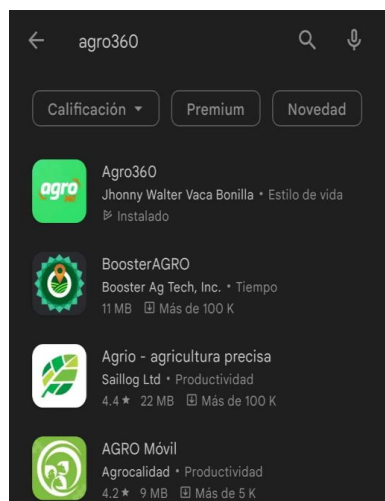 agro360
Calificación Premium Novedad
agro
Agro360
Jhonny Walter Vaca Bonilla • Estilo de vida
Instalado
BoosterAGRO
Booster Ag Tech, Inc. • Tiempo
11 MB Más de 100 K
Agrio - agricultura precisa
Saillog Ltd • Productividad
4.4★ 22 MB Más de 100 K
AGRO Móvil
Agrocalidad • Productividad
4.2★ 9 MB Más de 5 K